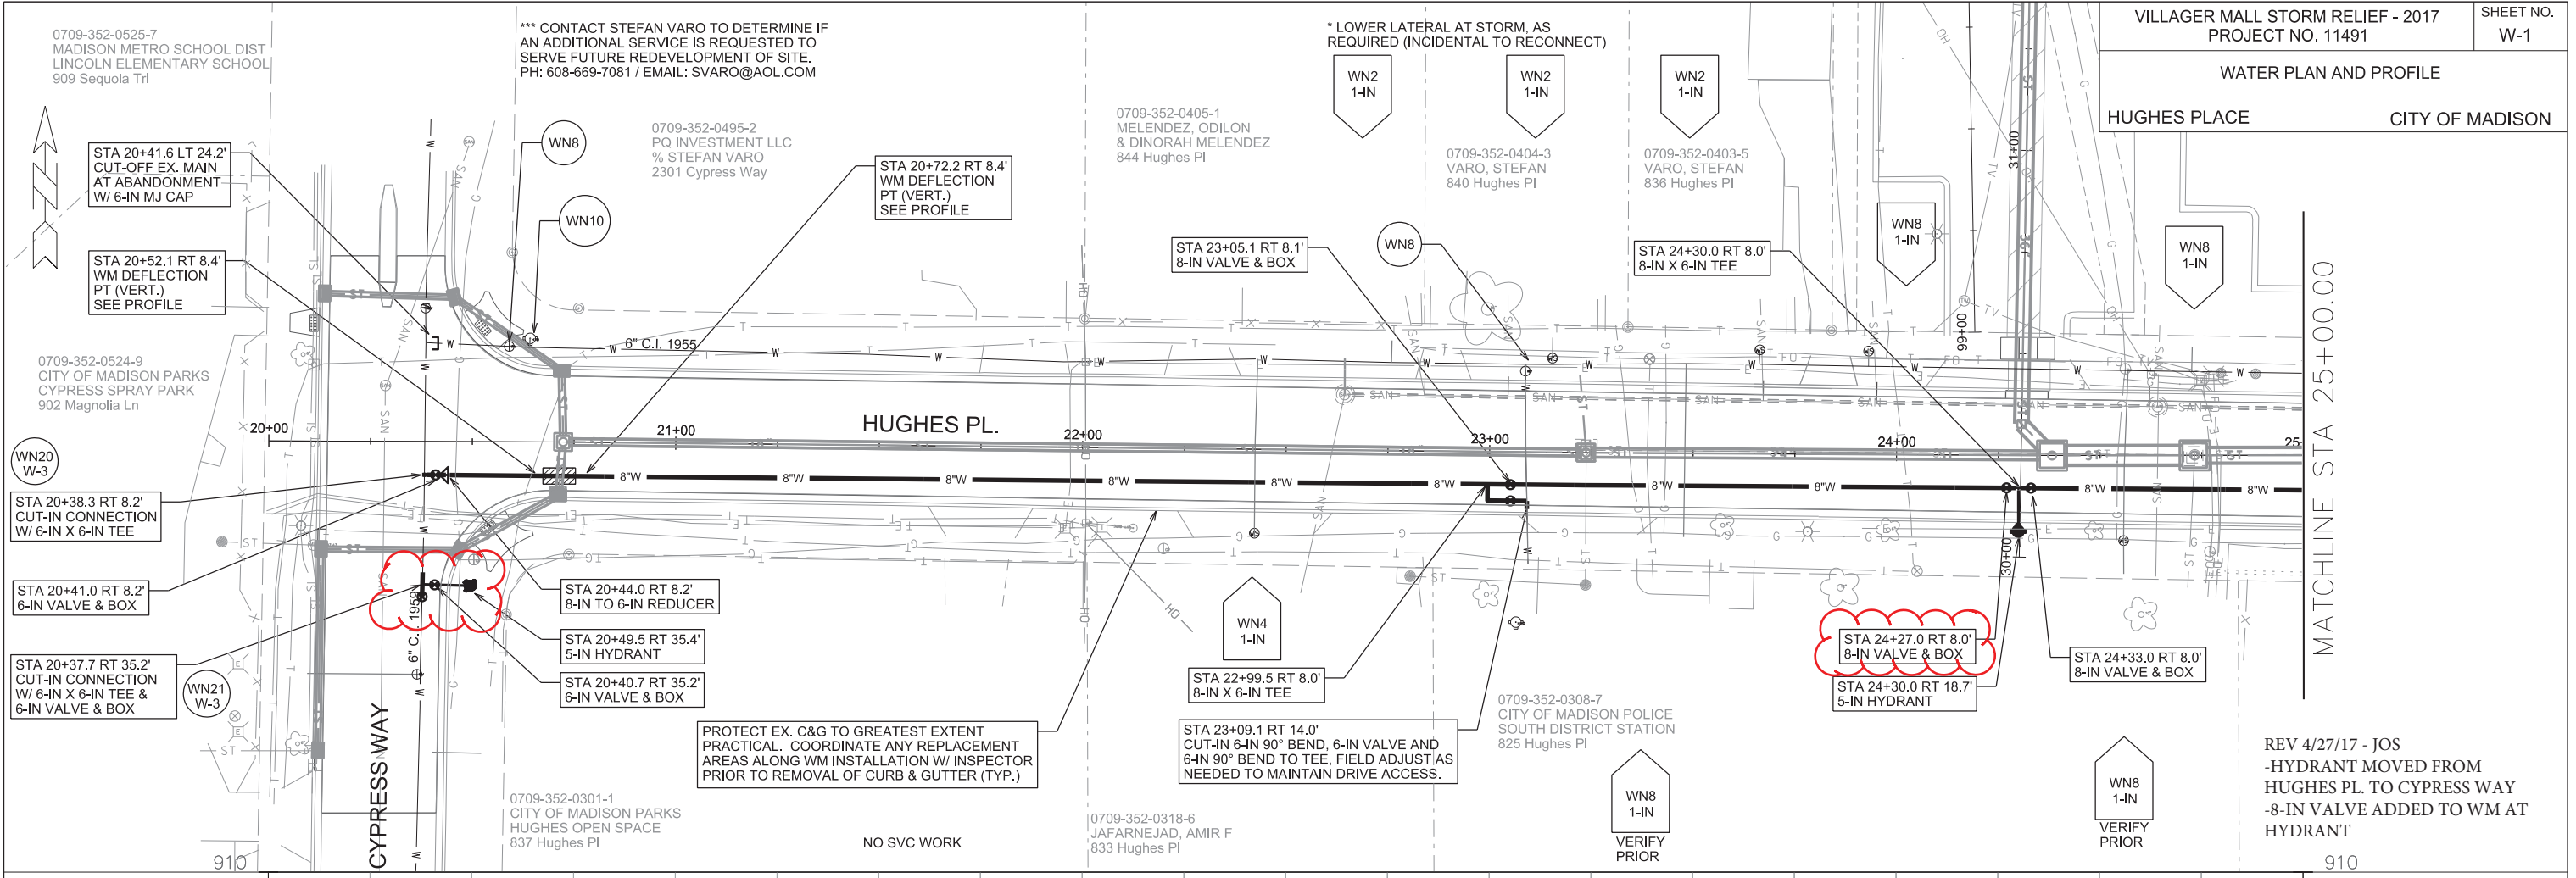 0709-352-0525-7
MADISON METRO SCHOOL DIST
LINCOLN ELEMENTARY SCHOOL
909 Sequola Trl
*** CONTACT STEFAN VARO TO DETERMINE IF
AN ADDITIONAL SERVICE IS REQUESTED TO
SERVE FUTURE REDEVELOPMENT OF SITE.
PH: 608-669-7081 / EMAIL: SVARO@AOL.COM
* LOWER LATERAL AT STORM, AS
REQUIRED (INCIDENTAL TO RECONNECT)
VILLAGER MALL STORM RELIEF - 2017
PROJECT NO. 11491
SHEET NO.
W-1
WATER PLAN AND PROFILE
HUGHES PLACE
CITY OF MADISON
WN2
1-IN
WN2
1-IN
WN2
1-IN
STA 20+41.6 LT 24.2'
CUT-OFF EX. MAIN
AT ABANDONMENT
W/ 6-IN MJ CAP
WN8
WN10
0709-352-0495-2
PQ INVESTMENT LLC
% STEFAN VARO
2301 Cypress Way
STA 20+72.2 RT 8.4'
WM DEFLECTION
PT (VERT.)
SEE PROFILE
0709-352-0405-1
MELENDEZ, ODILON
& DINORAH MELENDEZ
844 Hughes Pl
0709-352-0404-3
VARO, STEFAN
840 Hughes Pl
0709-352-0403-5
VARO, STEFAN
836 Hughes Pl
31+00
STA 20+52.1 RT 8.4'
WM DEFLECTION
PT (VERT.)
SEE PROFILE
STA 23+05.1 RT 8.1'
8-IN VALVE & BOX
WN8
STA 24+30.0 RT 8.0'
8-IN X 6-IN TEE
WN8
1-IN
WN8
1-IN
99+00
6" C.I. 1955
0709-352-0524-9
CITY OF MADISON PARKS
CYPRESS SPRAY PARK
902 Magnolia Ln
MATCHLINE STA 25+00.00
20+00
21+00
HUGHES PL.
22+00
23+00
24+00
25
WN20
W-3
8"W 8"W 8"W 8"W 8"W 8"W 8"W 8"W 8"W 8"W
STA 20+38.3 RT 8.2'
CUT-IN CONNECTION
W/ 6-IN X 6-IN TEE
STA 20+41.0 RT 8.2'
6-IN VALVE & BOX
STA 20+44.0 RT 8.2'
8-IN TO 6-IN REDUCER
6" C.I. 1959
30+00
STA 20+49.5 RT 35.4'
5-IN HYDRANT
STA 20+40.7 RT 35.2'
6-IN VALVE & BOX
STA 20+37.7 RT 35.2'
CUT-IN CONNECTION
W/ 6-IN X 6-IN TEE &
6-IN VALVE & BOX
WN21
W-3
WN4
1-IN
STA 22+99.5 RT 8.0'
8-IN X 6-IN TEE
STA 24+27.0 RT 8.0'
8-IN VALVE & BOX
STA 24+30.0 RT 18.7'
5-IN HYDRANT
STA 24+33.0 RT 8.0'
8-IN VALVE & BOX
CYPRESS WAY
PROTECT EX. C&G TO GREATEST EXTENT
PRACTICAL. COORDINATE ANY REPLACEMENT
AREAS ALONG WM INSTALLATION W/ INSPECTOR
PRIOR TO REMOVAL OF CURB & GUTTER (TYP.)
STA 23+09.1 RT 14.0'
CUT-IN 6-IN 90° BEND, 6-IN VALVE AND
6-IN 90° BEND TO TEE, FIELD ADJUST AS
NEEDED TO MAINTAIN DRIVE ACCESS.
0709-352-0308-7
CITY OF MADISON POLICE
SOUTH DISTRICT STATION
825 Hughes Pl
0709-352-0301-1
CITY OF MADISON PARKS
HUGHES OPEN SPACE
837 Hughes Pl
NO SVC WORK
0709-352-0318-6
JAFARNEJAD, AMIR F
833 Hughes Pl
WN8
1-IN
VERIFY
PRIOR
WN8
1-IN
VERIFY
PRIOR
REV 4/27/17 - JOS
-HYDRANT MOVED FROM
HUGHES PL. TO CYPRESS WAY
-8-IN VALVE ADDED TO WM AT
HYDRANT
910
910